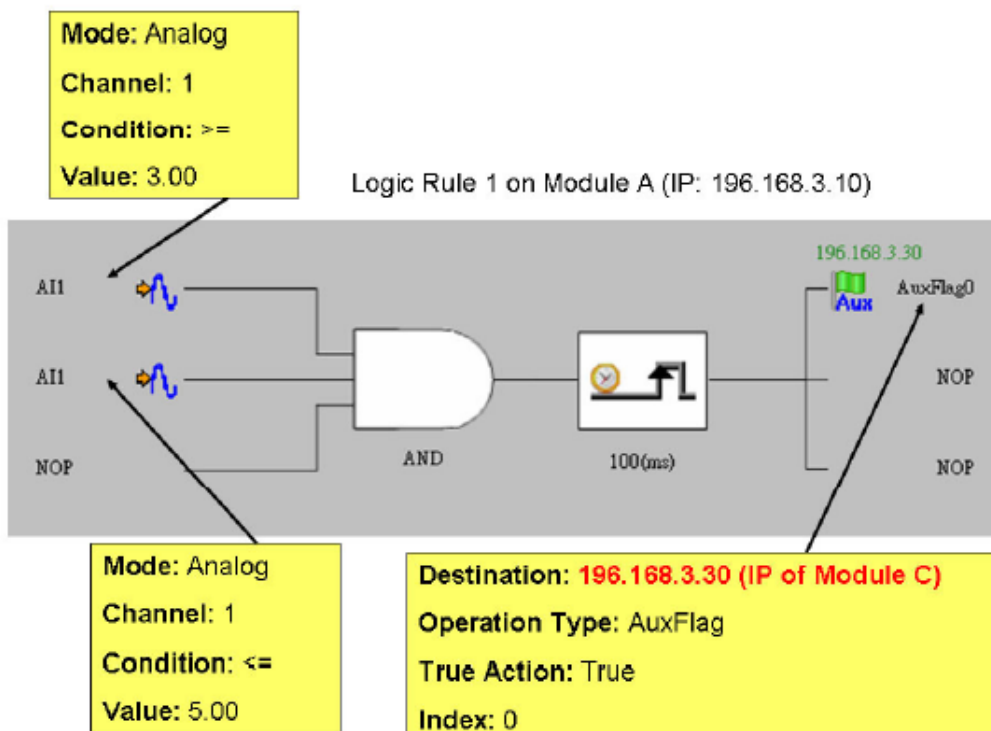 Mode: Analog
Channel: 1
Condition: >=
Value: 3.00
Logic Rule 1 on Module A (IP: 196.168.3.10)
196.168.3.30
AI1
Aux
AuxFlag0
AI1
NOP
NOP
AND
100(ms)
NOP
Mode: Analog
Channel: 1
Condition: <=
Value: 5.00
Destination: 196.168.3.30 (IP of Module C)
Operation Type: AuxFlag
True Action: True
Index: 0